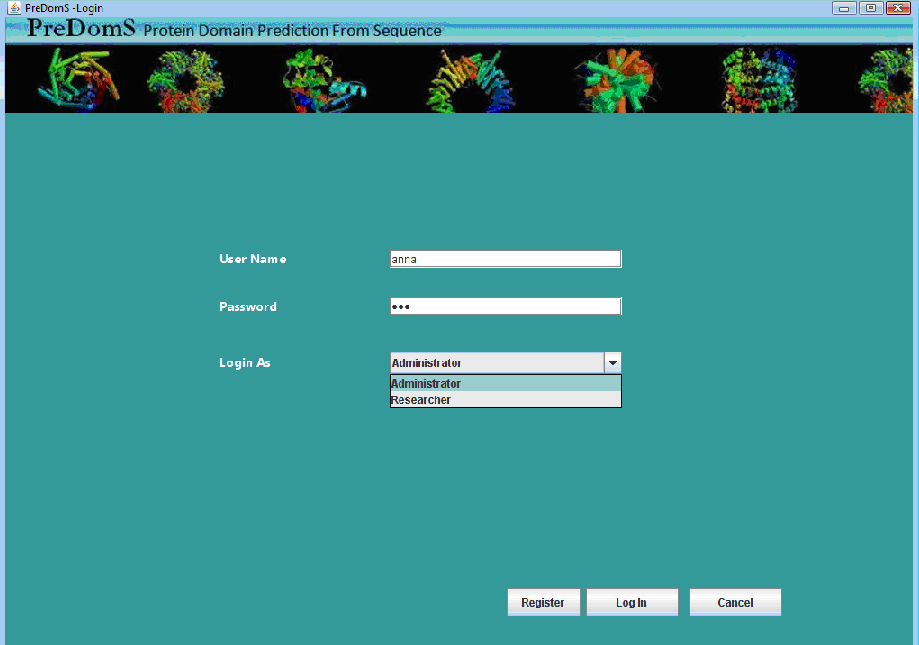 PreDomS -Login
PreDomS Protein Domain Prediction From Sequence
User Name anna
Password •••
Login As Administrator
Administrator
Researcher
Register Log In Cancel